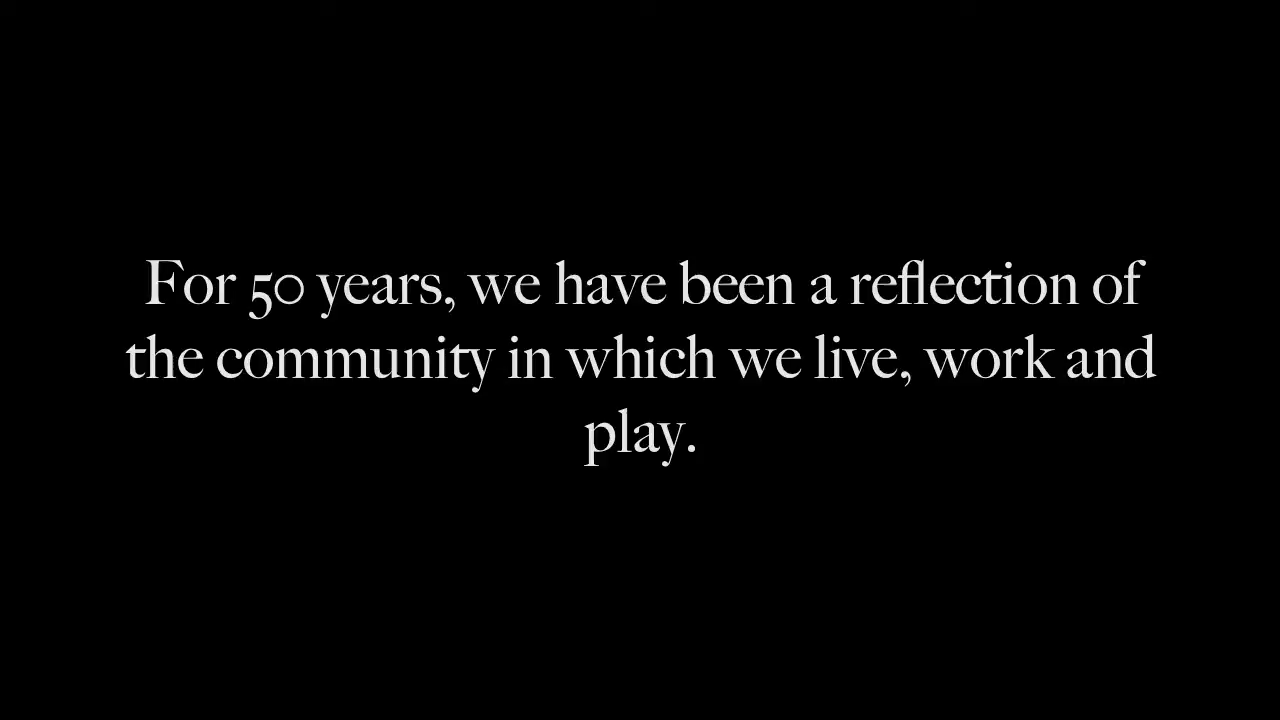 For 50 years, we have been a reflection of
the community in which we live, work and
play.